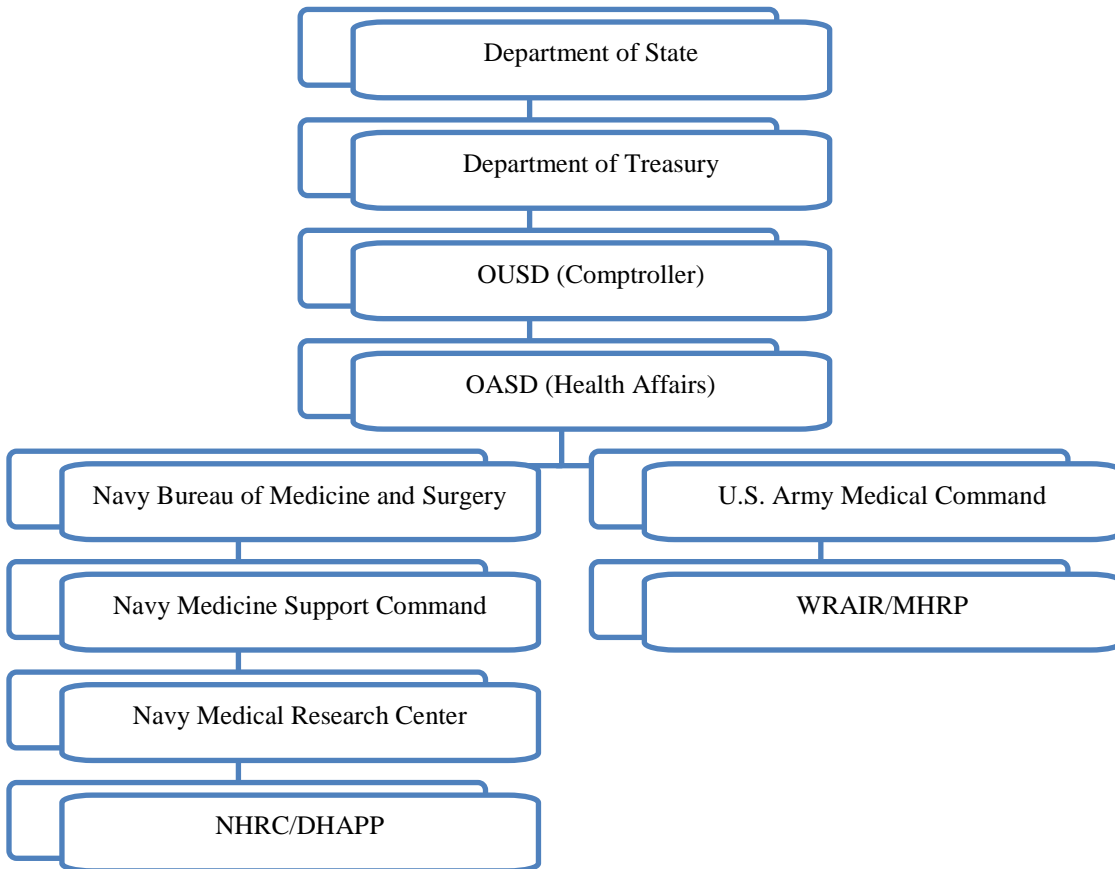 Department of State
Department of Treasury
OUSD (Comptroller)
OASD (Health Affairs)
Navy Bureau of Medicine and Surgery
U.S. Army Medical Command
Navy Medicine Support Command
WRAIR/MHRP
Navy Medical Research Center
NHRC/DHAPP